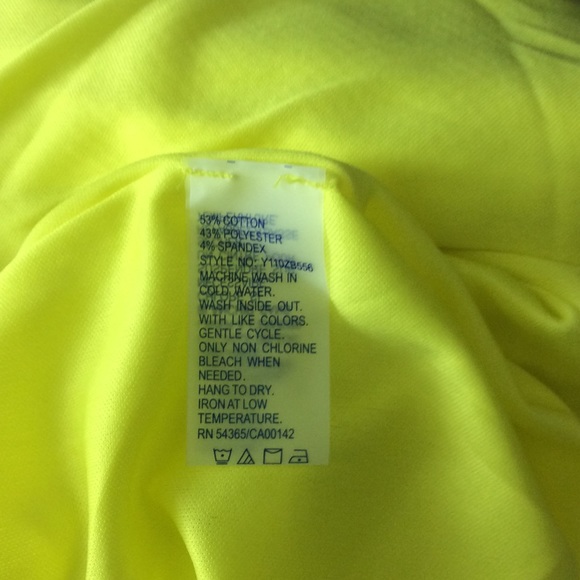 53% COTTON
43% POLYESTER
4% SPANDEX
STYLE NO: Y110ZB556
MACHINE WASH IN
COLD WATER.
WASH INSIDE OUT.
WITH LIKE COLORS.
GENTLE CYCLE.
ONLY NON CHLORINE
BLEACH WHEN
NEEDED.
HANG TO DRY.
IRON AT LOW
TEMPERATURE.
RN 54365/CA00142